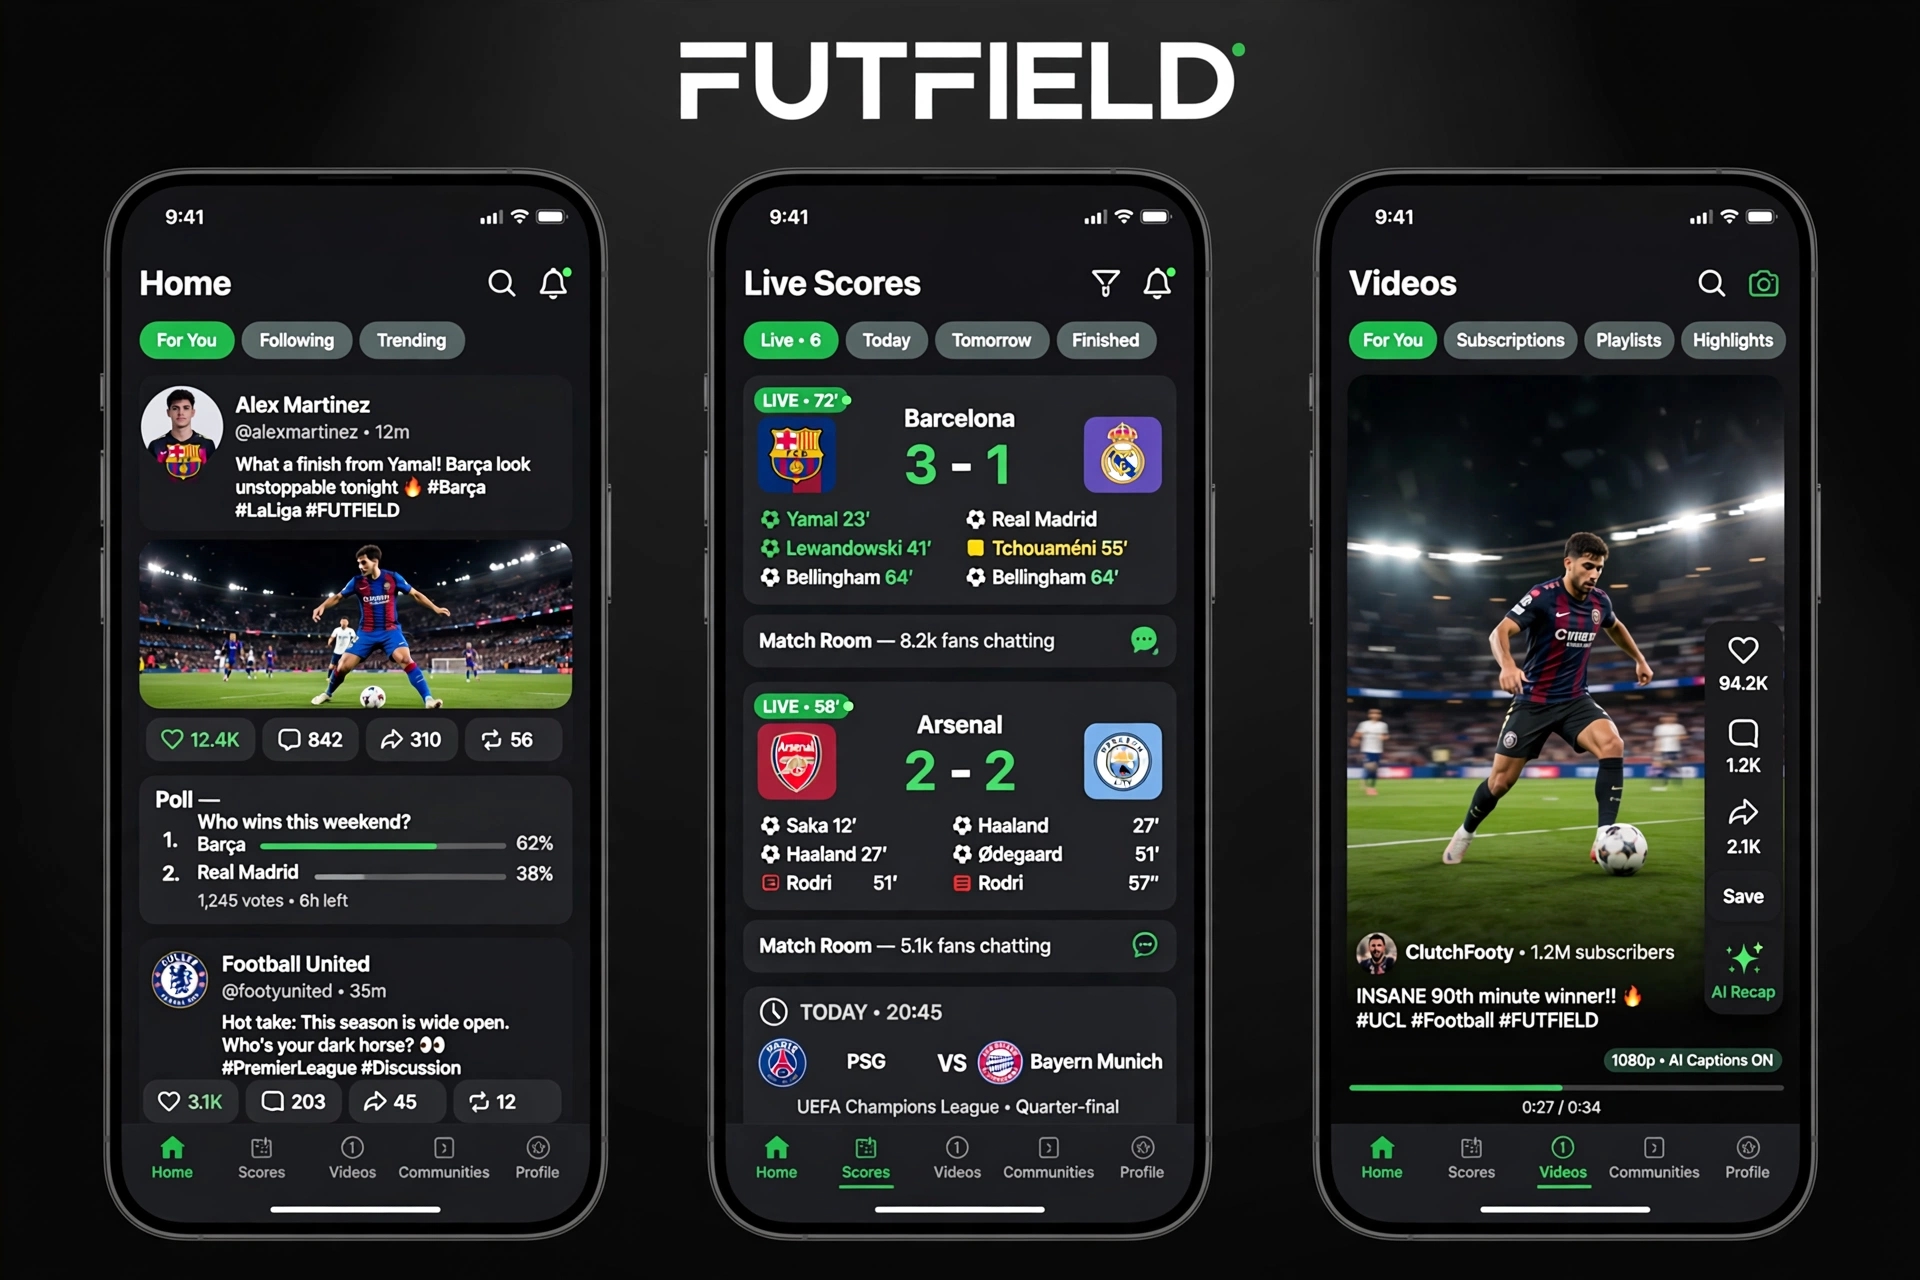 FUTFIELD
9:41
Home
For You Following Trending
Alex Martinez
@alexmartinez • 12m
What a finish from Yamal! Barça look
unstoppable tonight 🔥 #Barça
#LaLiga #FUTFIELD
12.4K 842 310 56
Poll —
Who wins this weekend?
1. Barça 62%
2. Real Madrid 38%
1,245 votes • 6h left
Football United
@footyunited • 35m
Hot take: This season is wide open.
Who's your dark horse? 👀
#PremierLeague #Discussion
3.1K 203 45 12
Home Scores Videos Communities Profile
9:41
Live Scores
Live • 6 Today Tomorrow Finished
LIVE • 72′
Barcelona
3 - 1
Yamal 23′ Real Madrid
Lewandowski 41′ Tchouaméni 55′
Bellingham 64′ Bellingham 64′
Match Room — 8.2k fans chatting
LIVE • 58′
Arsenal
Arsenal
2 - 2
Saka 12′ Haaland 27′
Haaland 27′ Ødegaard 51′
Rodri 51′ Rodri 57″
Match Room — 5.1k fans chatting
TODAY • 20:45
PSG VS Bayern Munich
UEFA Champions League • Quarter-final
Home Scores Videos Communities Profile
9:41
Videos
For You Subscriptions Playlists Highlights
94.2K
1.2K
2.1K
Save
AI Recap
ClutchFooty • 1.2M subscribers
INSANE 90th minute winner!! 🔥
#UCL #Football #FUTFIELD
1080p • AI Captions ON
0:27 / 0:34
Home Scores Videos Communities Profile